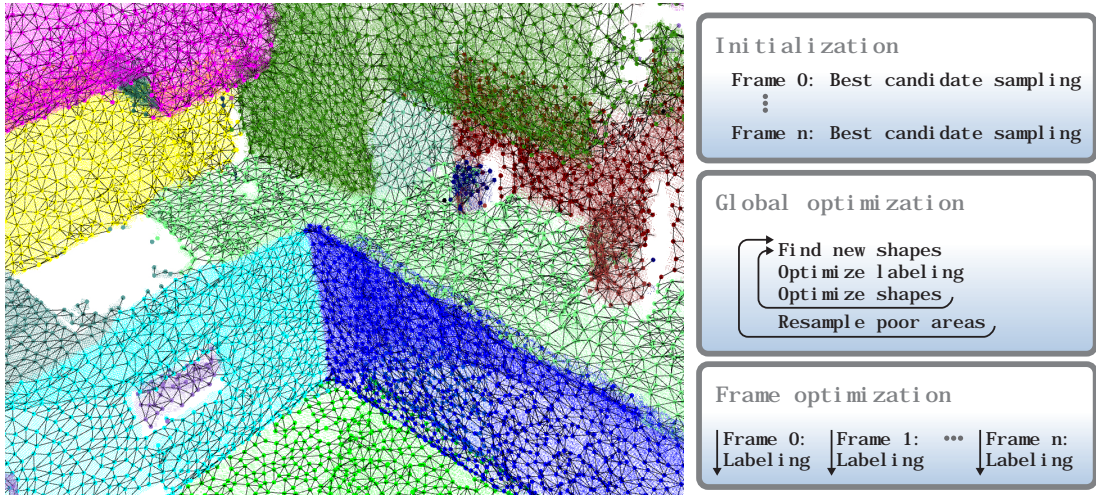 Initialization
Frame 0: Best candidate sampling
Frame n: Best candidate sampling
Global optimization
Find new shapes
Optimize labeling
Optimize shapes
Resample poor areas
Frame optimization
Frame 0: Frame 1: ••• Frame n:
Labeling Labeling Labeling